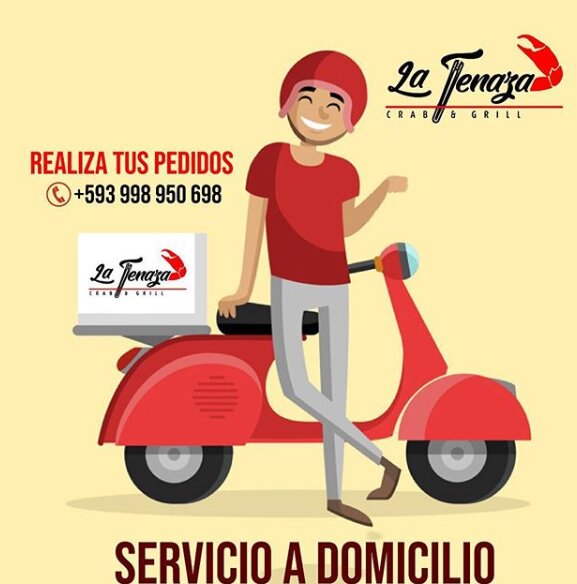 La Tenaza
CRAB & GRILL
REALIZA TUS PEDIDOS
+593 998 950 698
La Tenaza
CRAB & GRILL
SERVICIO A DOMICILIO